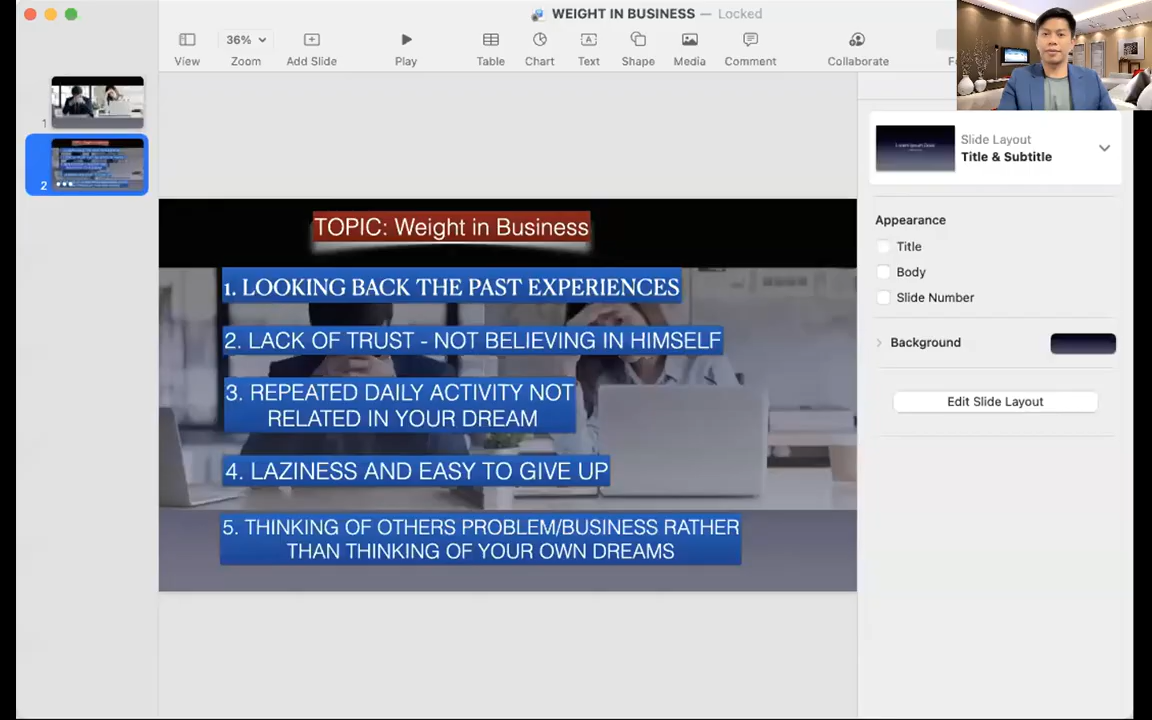 WEIGHT IN BUSINESS — Locked
36%
View
Zoom
Add Slide
Play
Table
Chart
Text
Shape
Media
Comment
Collaborate
1
2
Slide Layout
Title & Subtitle
Appearance
Title
Body
Slide Number
Background
Edit Slide Layout
TOPIC: Weight in Business
1. LOOKING BACK THE PAST EXPERIENCES
2. LACK OF TRUST - NOT BELIEVING IN HIMSELF
3. REPEATED DAILY ACTIVITY NOT
RELATED IN YOUR DREAM
4. LAZINESS AND EASY TO GIVE UP
5. THINKING OF OTHERS PROBLEM/BUSINESS RATHER
THAN THINKING OF YOUR OWN DREAMS